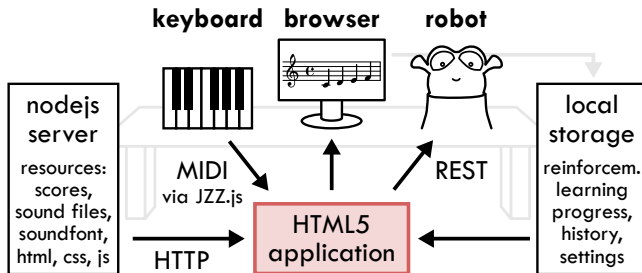 keyboard
browser
robot
nodejs
server
resources:
scores,
sound files,
soundfont,
html, css, js
MIDI
via JZZ.js
HTTP
HTML5
application
REST
local
storage
reinforcem.
learning
progress,
history,
settings